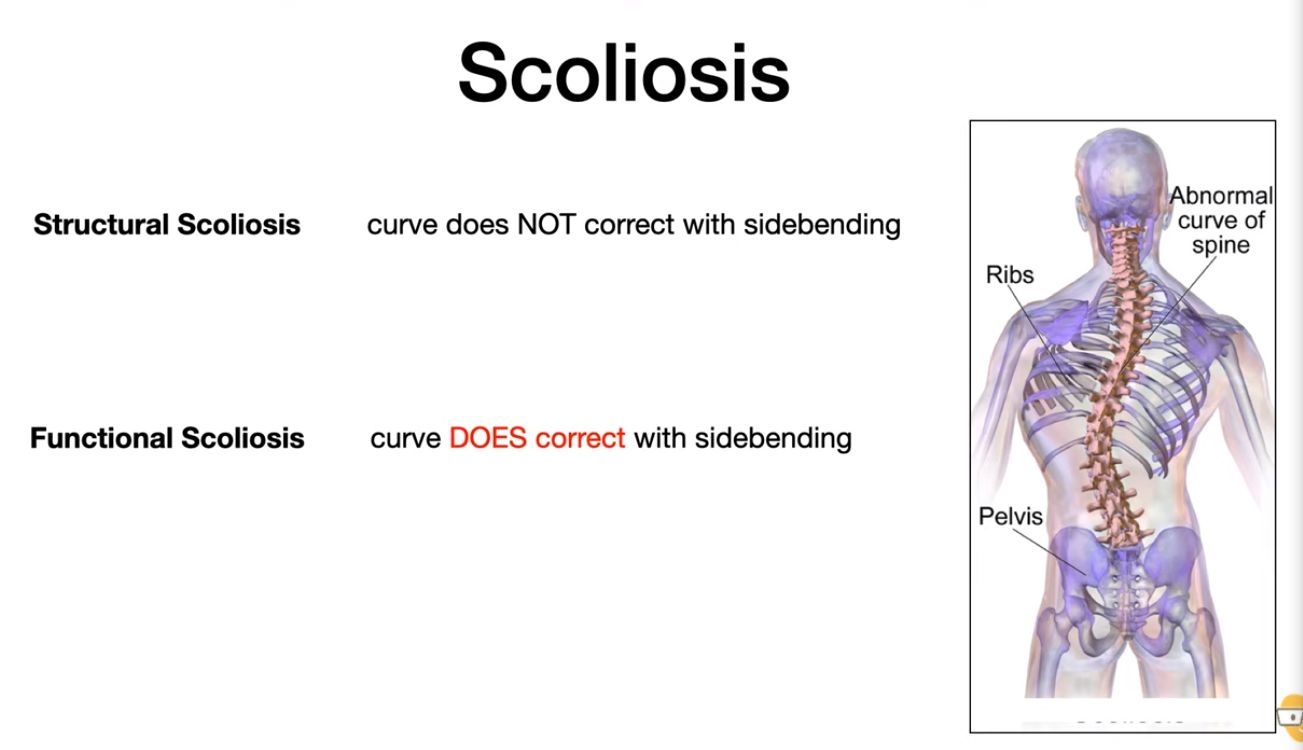 Scoliosis
Structural Scoliosis curve does NOT correct with sidebending
Functional Scoliosis curve DOES correct with sidebending
Abnormal
curve of
spine
Ribs
Pelvis